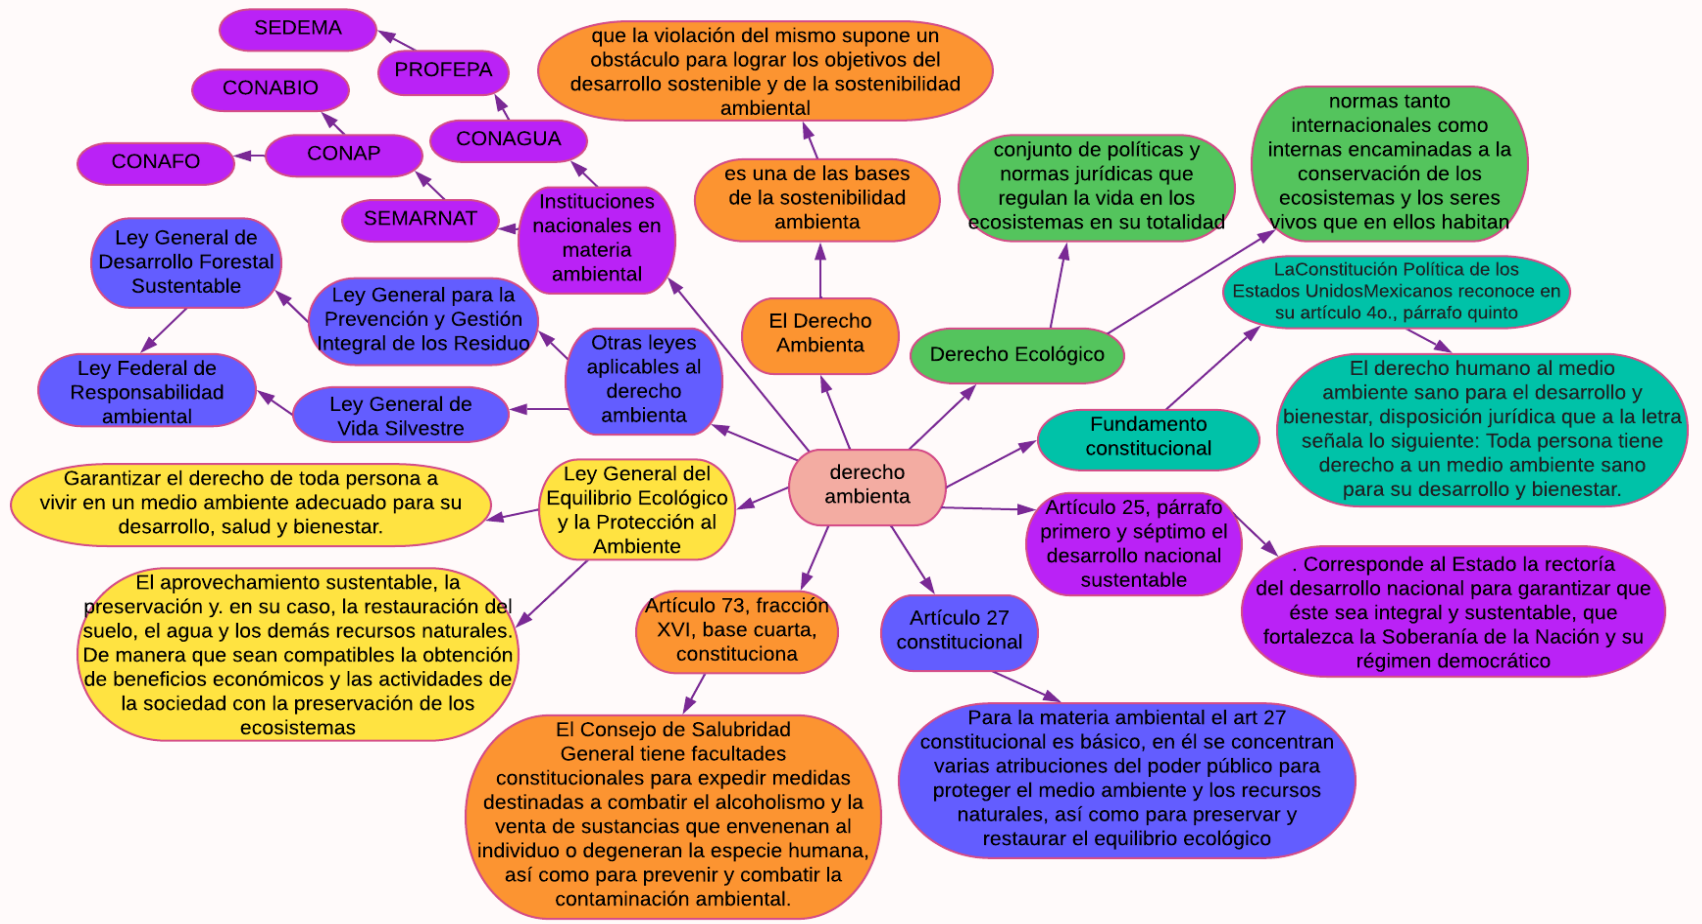 SEDEMA
PROFEPA
CONABIO
CONAGUA
CONAP
CONAFO
SEMARNAT
Instituciones
nacionales en
materia
ambiental
que la violación del mismo supone un
obstáculo para lograr los objetivos del
desarrollo sostenible y de la sostenibilidad
ambiental
es una de las bases
de la sostenibilidad
ambienta
El Derecho
Ambienta
conjunto de políticas y
normas jurídicas que
regulan la vida en los
ecosistemas en su totalidad
normas tanto
internacionales como
internas encaminadas a la
conservación de los
ecosistemas y los seres
vivos que en ellos habitan
Derecho Ecológico
LaConstitución Política de los
Estados UnidosMexicanos reconoce en
su artículo 4o., párrafo quinto
El derecho humano al medio
ambiente sano para el desarrollo y
bienestar, disposición jurídica que a la letra
señala lo siguiente: Toda persona tiene
derecho a un medio ambiente sano
para su desarrollo y bienestar.
Fundamento
constitucional
Ley General de
Desarrollo Forestal
Sustentable
Ley General para la
Prevención y Gestión
Integral de los Residuo
Otras leyes
aplicables al
derecho
ambienta
Ley Federal de
Responsabilidad
ambiental
Ley General de
Vida Silvestre
derecho
ambienta
Ley General del
Equilibrio Ecológico
y la Protección al
Ambiente
Garantizar el derecho de toda persona a
vivir en un medio ambiente adecuado para su
desarrollo, salud y bienestar.
El aprovechamiento sustentable, la
preservación y. en su caso, la restauración del
suelo, el agua y los demás recursos naturales.
De manera que sean compatibles la obtención
de beneficios económicos y las actividades de
la sociedad con la preservación de los
ecosistemas
Artículo 73, fracción
XVI, base cuarta,
constituciona
El Consejo de Salubridad
General tiene facultades
constitucionales para expedir medidas
destinadas a combatir el alcoholismo y la
venta de sustancias que envenenan al
individuo o degeneran la especie humana,
así como para prevenir y combatir la
contaminación ambiental.
Artículo 27
constitucional
Para la materia ambiental el art 27
constitucional es básico, en él se concentran
varias atribuciones del poder público para
proteger el medio ambiente y los recursos
naturales, así como para preservar y
restaurar el equilibrio ecológico
Artículo 25, párrafo
primero y séptimo el
desarrollo nacional
sustentable
. Corresponde al Estado la rectoría
del desarrollo nacional para garantizar que
éste sea integral y sustentable, que
fortalezca la Soberanía de la Nación y su
régimen democrático